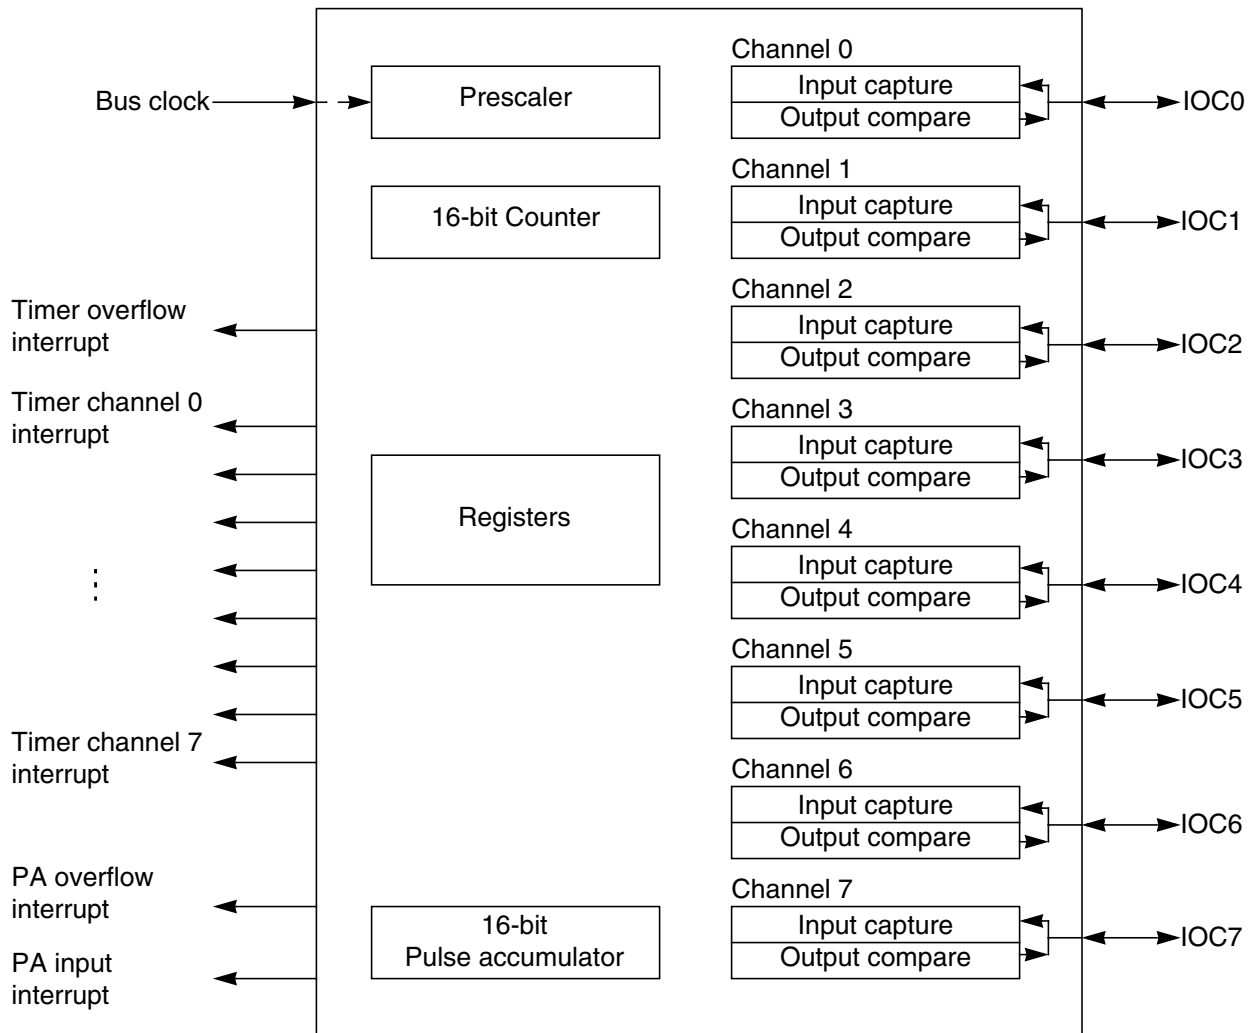 Channel 0
Bus clock
Prescaler
Input capture
Output compare
IOC0
Channel 1
16-bit Counter
Input capture
Output compare
IOC1
Timer overflow
interrupt
Channel 2
Input capture
Output compare
IOC2
Timer channel 0
interrupt
Channel 3
Input capture
Output compare
IOC3
Registers
Channel 4
Input capture
Output compare
IOC4
Channel 5
Input capture
Output compare
IOC5
Timer channel 7
interrupt
Channel 6
Input capture
Output compare
IOC6
PA overflow
interrupt
16-bit
Pulse accumulator
Channel 7
Input capture
Output compare
IOC7
PA input
interrupt